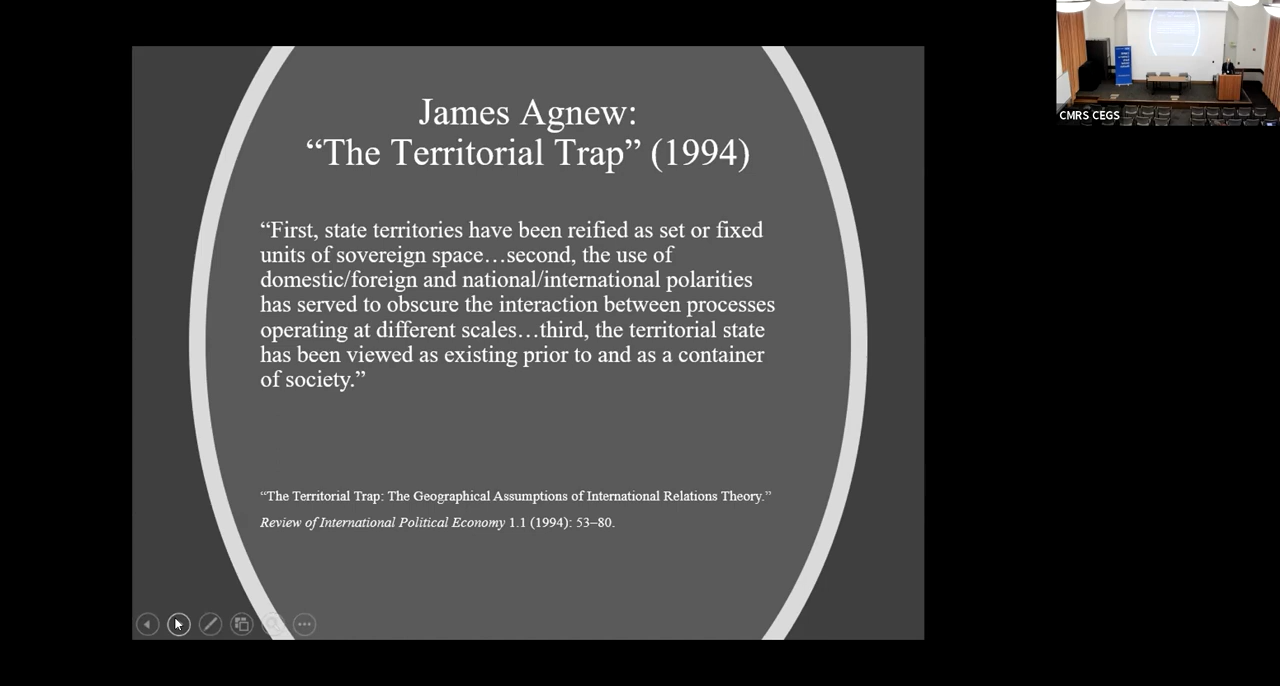 James Agnew:
“The Territorial Trap” (1994)
“First, state territories have been reified as set or fixed
units of sovereign space…second, the use of
domestic/foreign and national/international polarities
has served to obscure the interaction between processes
operating at different scales…third, the territorial state
has been viewed as existing prior to and as a container
of society.”
“The Territorial Trap: The Geographical Assumptions of International Relations Theory.”
Review of International Political Economy 1.1 (1994): 53–80.
CMRS CEGS